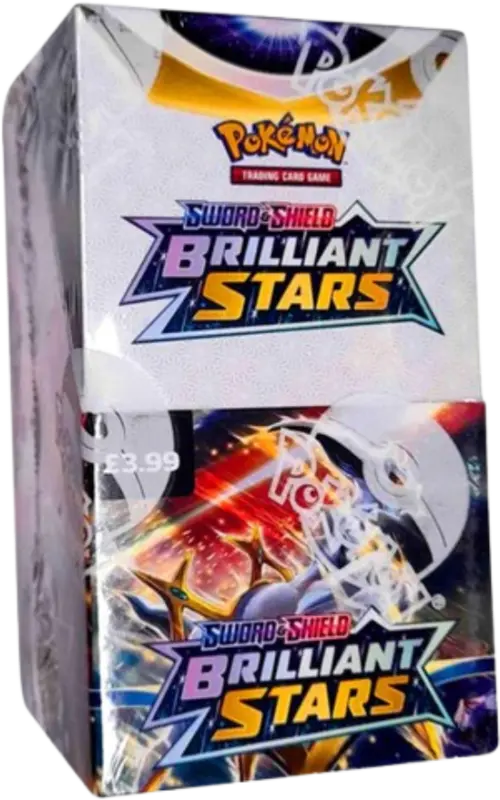 Pokémon
TRADING CARD GAME
SWORD & SHIELD
BRILLIANT
STARS
£3.99
SWORD & SHIELD
BRILLIANT
STARS